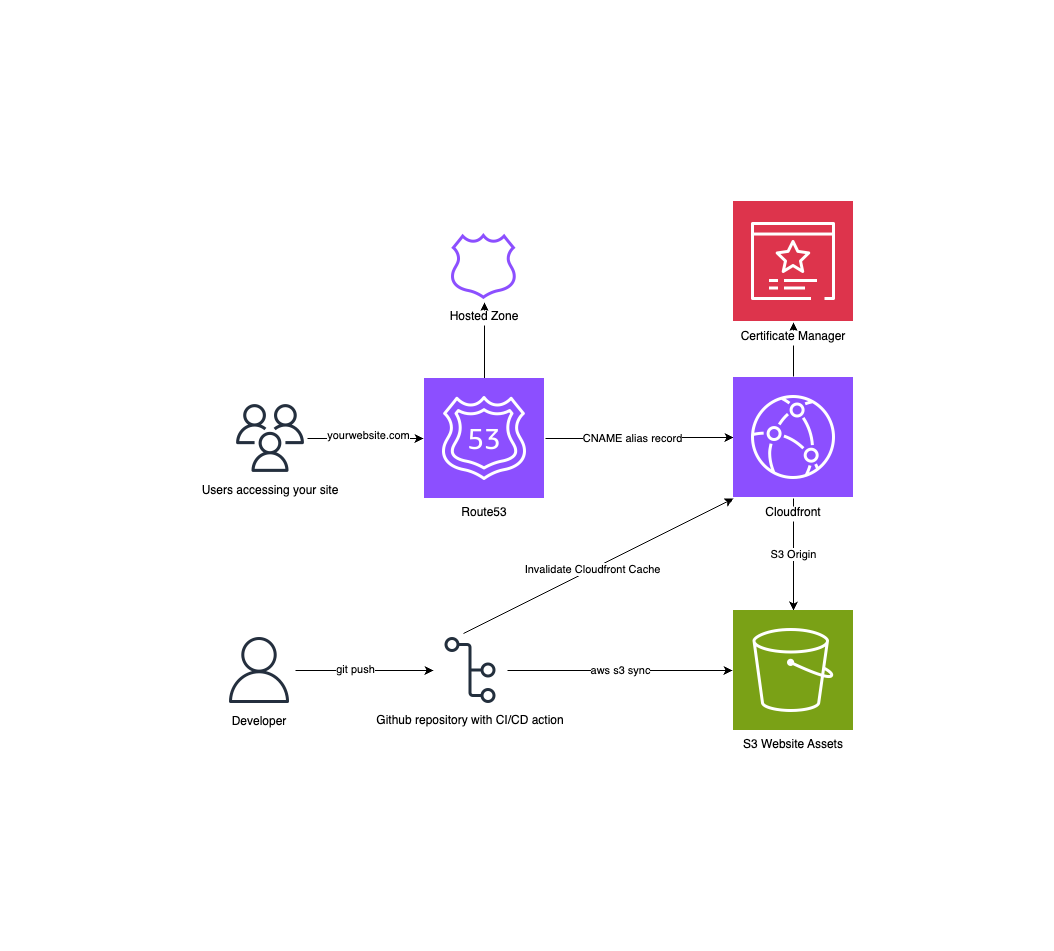 Hosted Zone
Certificate Manager
53
yourwebsite.com
CNAME alias record
Users accessing your site
Route53
Cloudfront
S3 Origin
Invalidate Cloudfront Cache
git push
aws s3 sync
Developer
Github repository with CI/CD action
S3 Website Assets